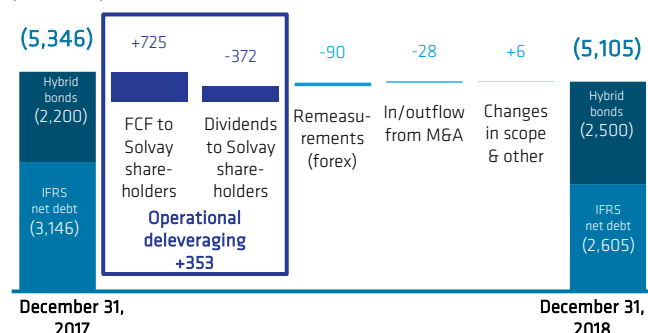 (5,346)
Hybrid
bonds
(2,200)
IFRS
net debt
(3,146)
+725
FCF to
Solvay
share-
holders
-372
Dividends
to Solvay
share-
holders
Operational
deleveraging
+353
-90
Remeasu-
rements
(forex)
-28
In/outflow
from M&A
+6
Changes
in scope
& other
(5,105)
Hybrid
bonds
(2,500)
IFRS
net debt
(2,605)
December 31,
2017
December 31,
2018